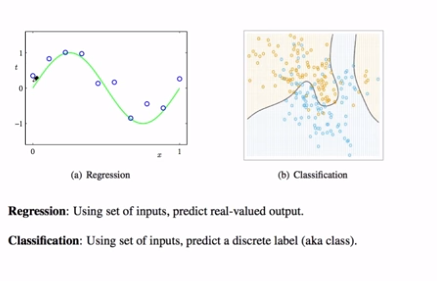 1
t
0
−1
0
x
1
(a) Regression
(b) Classification
Regression: Using set of inputs, predict real-valued output.
Classification: Using set of inputs, predict a discrete label (aka class).